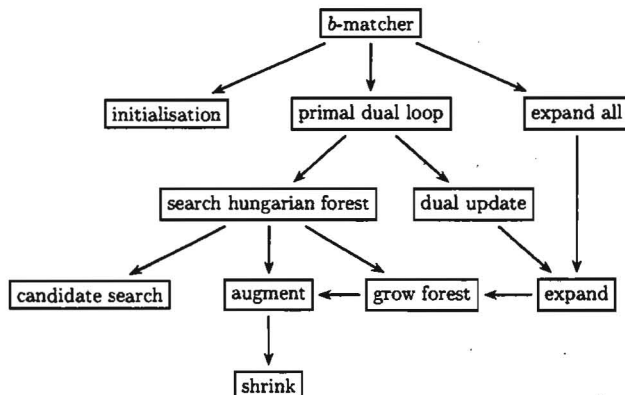 b-matcher
initialisation
primal dual loop
expand all
search hungarian forest
dual update
candidate search
augment
grow forest
expand
shrink